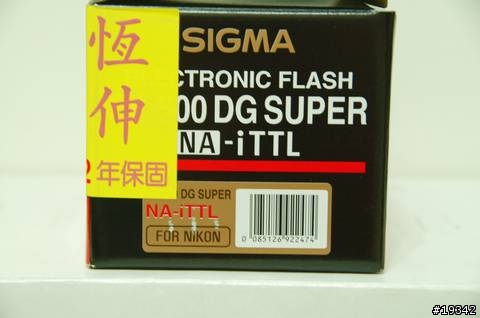 恆
伸
2年保固
SIGMA
CTRONIC FLASH
00 DG SUPER
NA-iTTL
DG SUPER
NA-iTTL
FOR NiKON
0 085126 922474
#19342